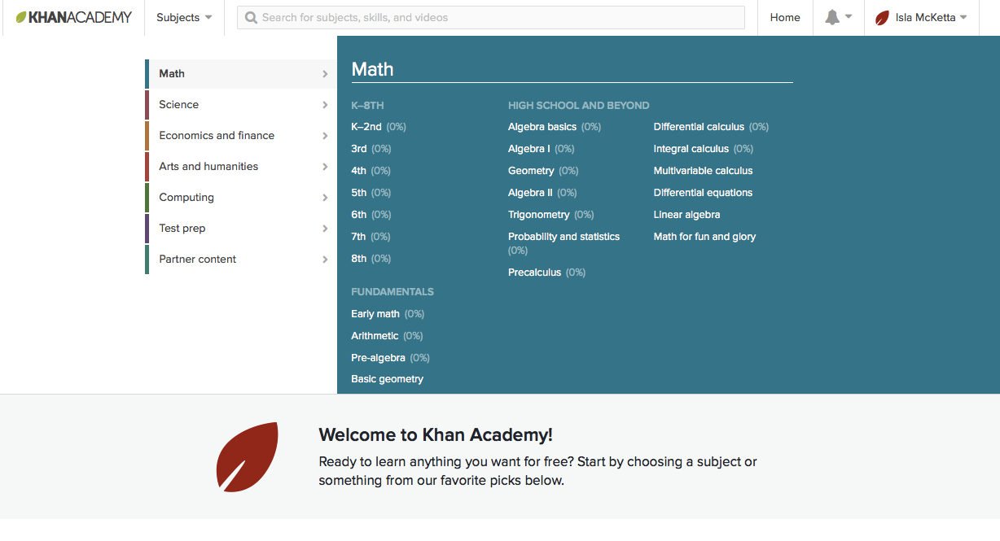 KHANACADEMY
Subjects
Search for subjects, skills, and videos
Home
Isla McKetta
Math
Science
Economics and finance
Arts and humanities
Computing
Test prep
Partner content
Math
K–8TH
K–2nd (0%)
3rd (0%)
4th (0%)
5th (0%)
6th (0%)
7th (0%)
8th (0%)
FUNDAMENTALS
Early math (0%)
Arithmetic (0%)
Pre-algebra (0%)
Basic geometry
HIGH SCHOOL AND BEYOND
Algebra basics (0%)
Algebra I (0%)
Geometry (0%)
Algebra II (0%)
Trigonometry (0%)
Probability and statistics
(0%)
Precalculus (0%)
Differential calculus (0%)
Integral calculus (0%)
Multivariable calculus
Differential equations
Linear algebra
Math for fun and glory
Welcome to Khan Academy!
Ready to learn anything you want for free? Start by choosing a subject or
something from our favorite picks below.